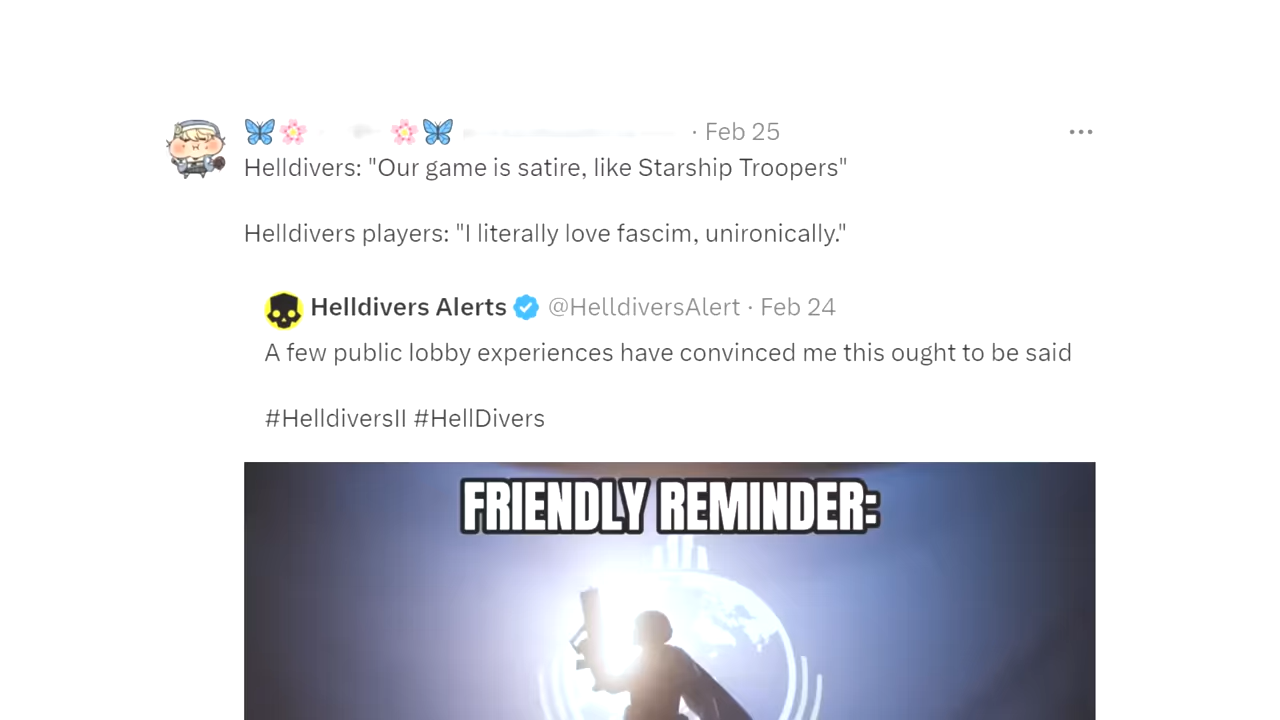 · Feb 25
Helldivers: "Our game is satire, like Starship Troopers"
Helldivers players: "I literally love fascim, unironically."
Helldivers Alerts @HelldiversAlert · Feb 24
A few public lobby experiences have convinced me this ought to be said
#HelldiversII #HellDivers
FRIENDLY REMINDER: